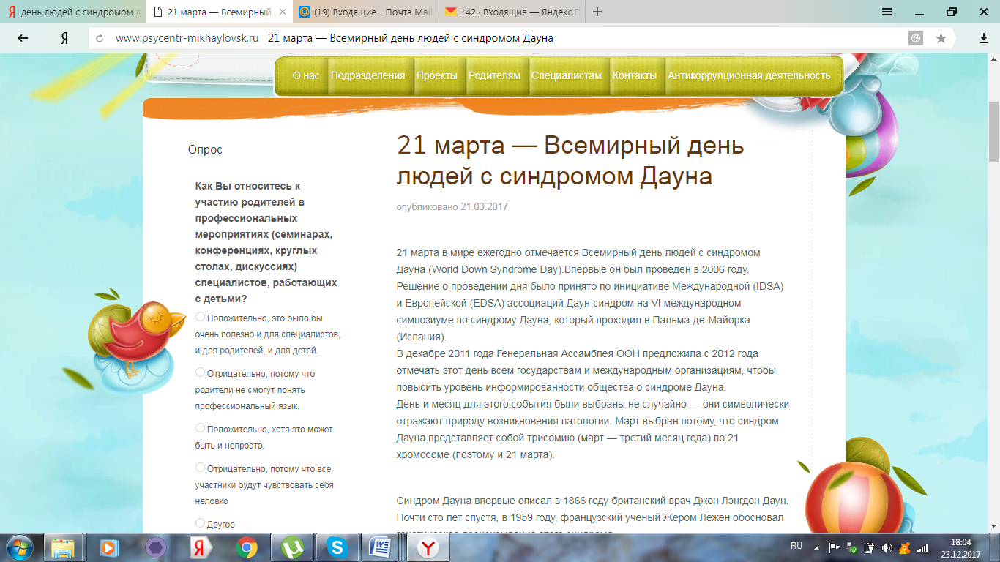 день людей с синдромом д
21 марта — Всемирный д
(19) Входящие - Почта Mail
142 · Входящие — Яндекс.П
www.psycentr-mikhaylovsk.ru 21 марта — Всемирный день людей с синдромом Дауна
О нас Подразделения Проекты Родителям Специалистам Контакты Антикоррупционная деятельность
Опрос
Как Вы относитесь к
участию родителей в
профессиональных
мероприятиях (семинарах,
конференциях, круглых
столах, дискуссиях)
специалистов, работающих
с детьми?
Положительно, это было бы
очень полезно и для специалистов,
и для родителей, и для детей.
Отрицательно, потому что
родители не смогут понять
профессиональный язык.
Положительно, хотя это может
быть и непросто.
Отрицательно, потому что все
участники будут чувствовать себя
неловко
Другое
21 марта — Всемирный день
людей с синдромом Дауна
опубликовано 21.03.2017
21 марта в мире ежегодно отмечается Всемирный день людей с синдромом
Дауна (World Down Syndrome Day).Впервые он был проведен в 2006 году.
Решение о проведении дня было принято по инициативе Международной (IDSA)
и Европейской (EDSA) ассоциаций Даун-синдром на VI международном
симпозиуме по синдрому Дауна, который проходил в Пальма-де-Майорка
(Испания).
В декабре 2011 года Генеральная Ассамблея ООН предложила с 2012 года
отмечать этот день всем государствам и международным организациям, чтобы
повысить уровень информированности общества о синдроме Дауна.
День и месяц для этого события были выбраны не случайно — они символически
отражают природу возникновения патологии. Март выбран потому, что синдром
Дауна представляет собой трисомию (март — третий месяц года) по 21
хромосоме (поэтому и 21 марта).
Синдром Дауна впервые описал в 1866 году британский врач Джон Лэнгдон Даун.
Почти сто лет спустя, в 1959 году, французский ученый Жером Лежен обосновал
RU
18:04
23.12.2017